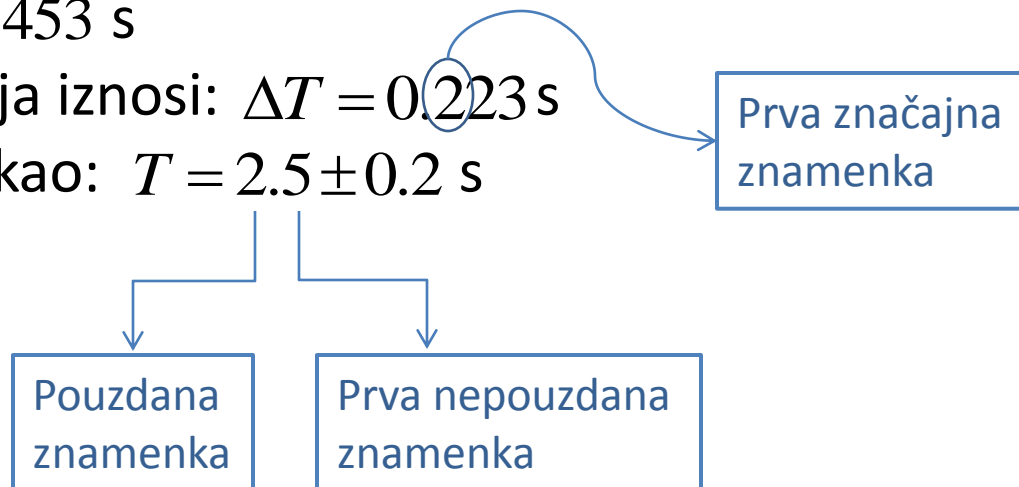 453 s
ja iznosi: ΔT = 0.223 s
kao: T = 2.5 ± 0.2 s
Prva značajna
znamenka
Pouzdana
znamenka
Prva nepouzdana
znamenka